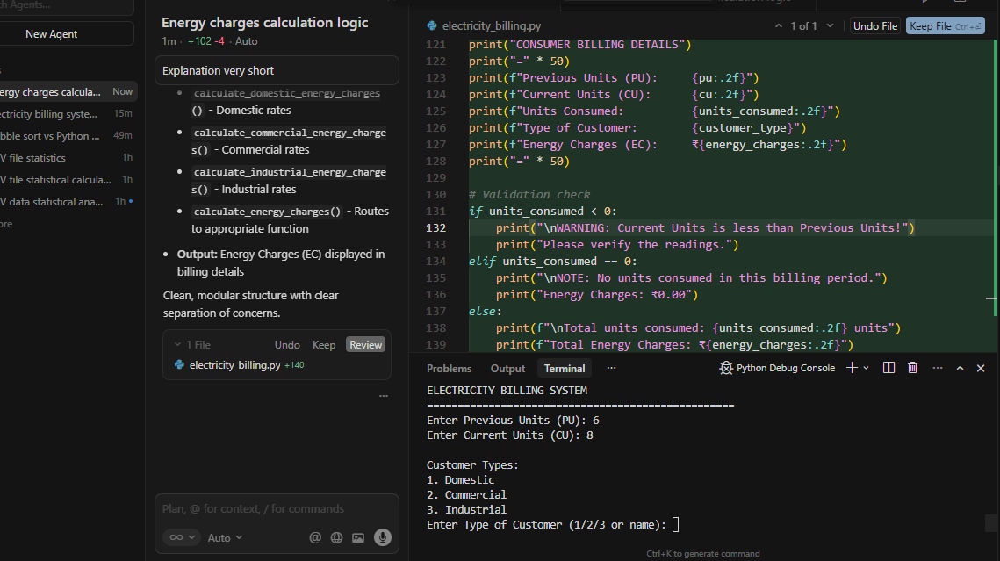 ch Agents...
New Agent
ergy charges calcula... Now
ectricity billing syste... 15m
bble sort vs Python ... 49m
V file statistics 1h
V file statistical calcula... 1h
V data statistical ana... 1h
ore
Energy charges calculation logic
1m · +102 -4 · Auto
Explanation very short
calculate_domestic_energy_charges
() - Domestic rates
calculate_commercial_energy_charge
s() - Commercial rates
calculate_industrial_energy_charge
s() - Industrial rates
calculate_energy_charges() - Routes
to appropriate function
Output: Energy Charges (EC) displayed in
billing details
Clean, modular structure with clear
separation of concerns.
1 File Undo Keep Review
electricity_billing.py +140
Plan, @ for context, / for commands
Auto
electricity_billing.py 1 of 1 Undo File Keep File Ctrl+⏎
121 print("CONSUMER BILLING DETAILS")
122 print("=" * 50)
123 print(f"Previous Units (PU):     {pu:.2f}")
124 print(f"Current Units (CU):      {cu:.2f}")
125 print(f"Units Consumed:          {units_consumed:.2f}")
126 print(f"Type of Customer:        {customer_type}")
127 print(f"Energy Charges (EC):     ₹{energy_charges:.2f}")
128 print("=" * 50)
129
130 # Validation check
131 if units_consumed < 0:
132     print("\nWARNING: Current Units is less than Previous Units!")
133     print("Please verify the readings.")
134 elif units_consumed == 0:
135     print("\nNOTE: No units consumed in this billing period.")
136     print("Energy Charges: ₹0.00")
137 else:
138     print(f"\nTotal units consumed: {units_consumed:.2f} units")
139     print(f"Total Energy Charges: ₹{energy_charges:.2f}")
Problems Output Terminal ... Python Debug Console
ELECTRICITY BILLING SYSTEM
==================================================
Enter Previous Units (PU): 6
Enter Current Units (CU): 8
Customer Types:
1. Domestic
2. Commercial
3. Industrial
Enter Type of Customer (1/2/3 or name):
Ctrl+K to generate command